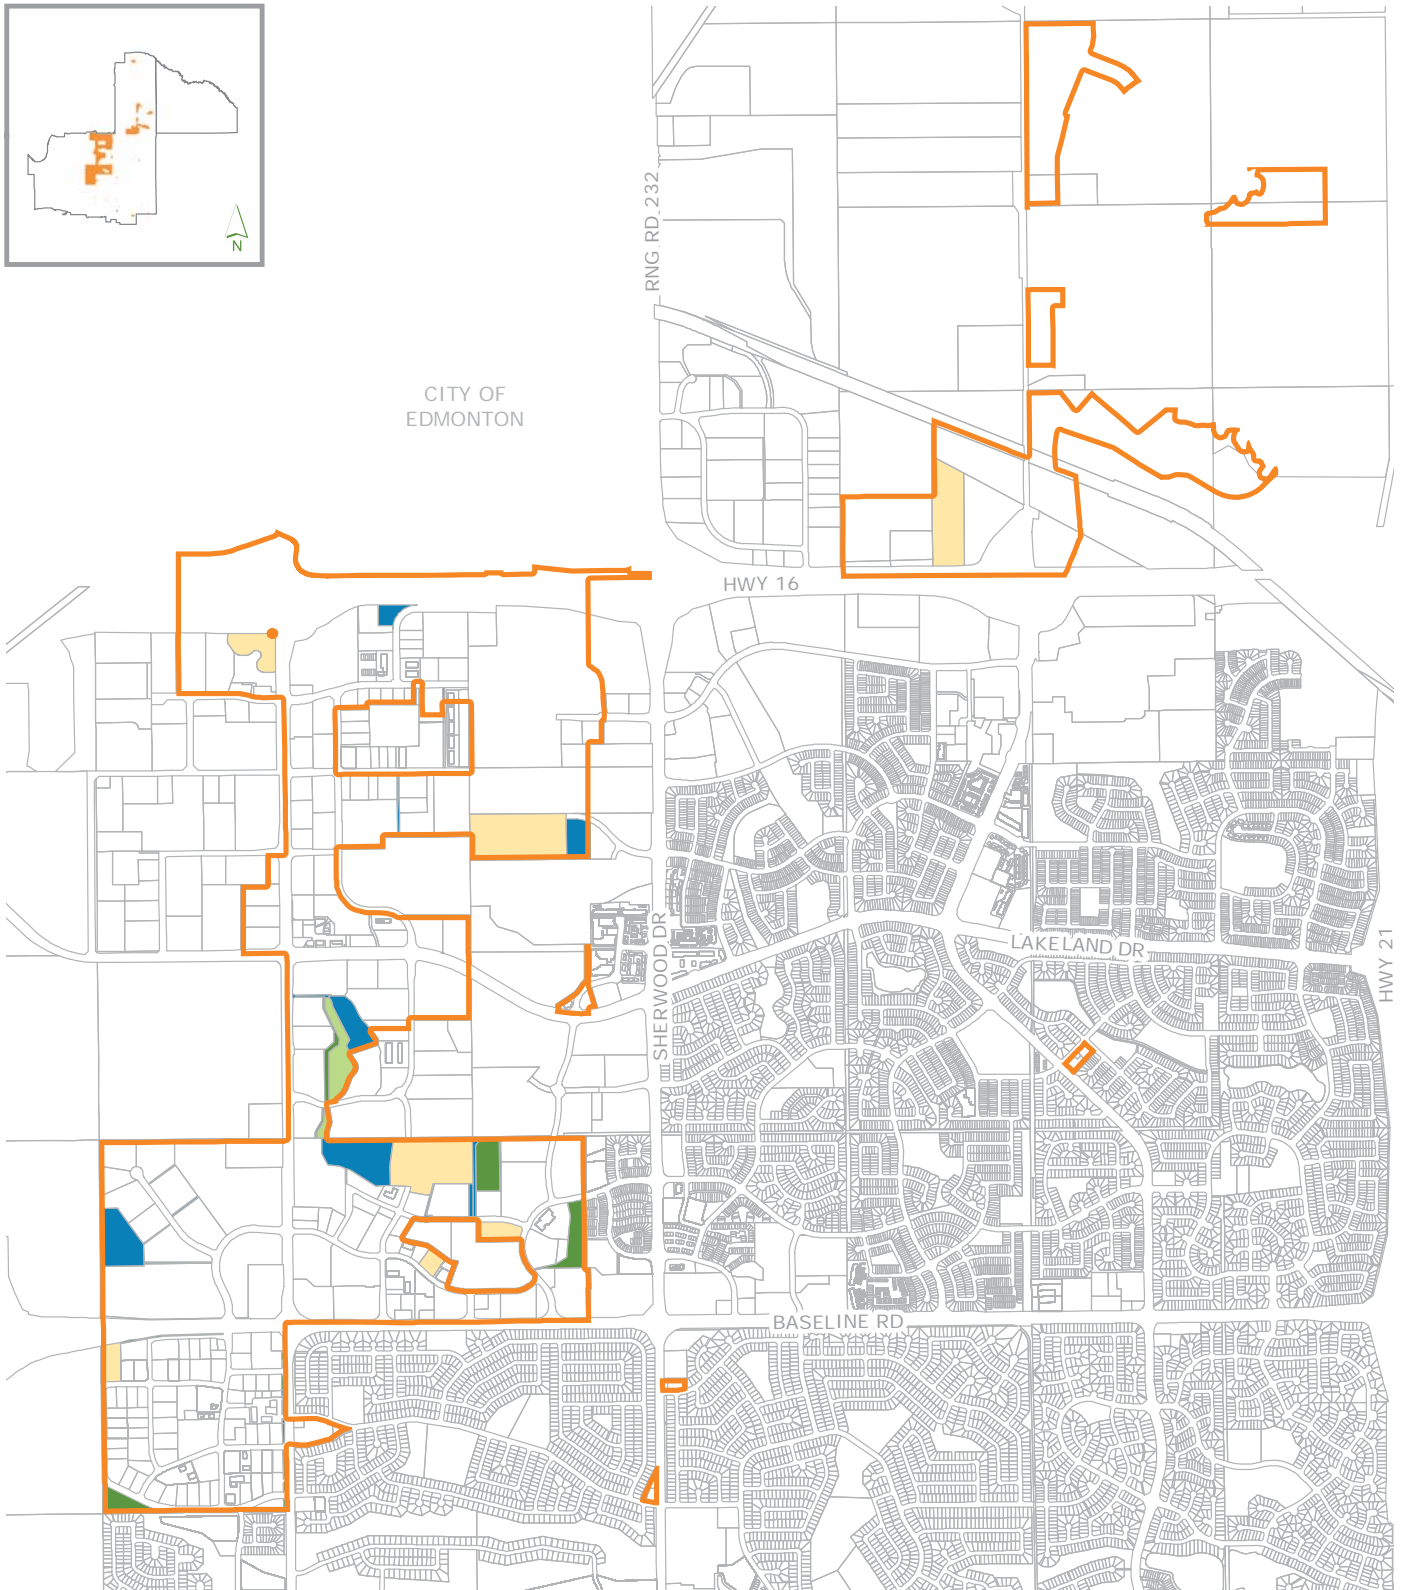 N
RNG RD 232
CITY OF
EDMONTON
HWY 16
SHERWOOD DR
LAKELAND DR
HWY 21
BASELINE RD